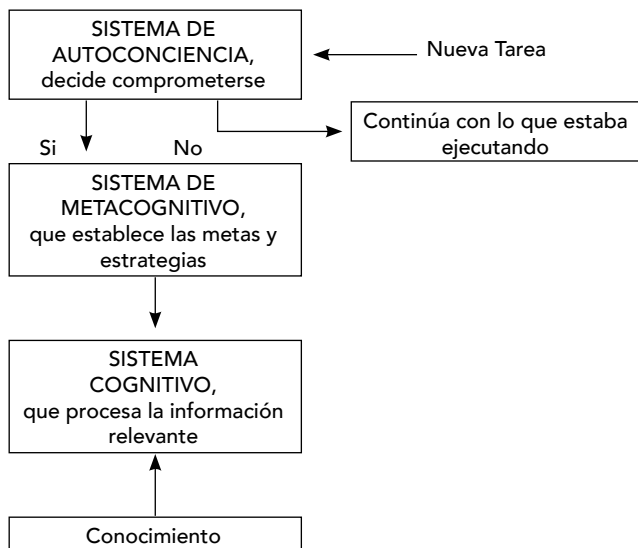 SISTEMA DE
AUTOCONCIENCIA,
decide comprometerse
Nueva Tarea
Continúa con lo que estaba
ejecutando
Si
No
SISTEMA DE
METACOGNITIVO,
que establece las metas y
estrategias
SISTEMA
COGNITIVO,
que procesa la información
relevante
Conocimiento